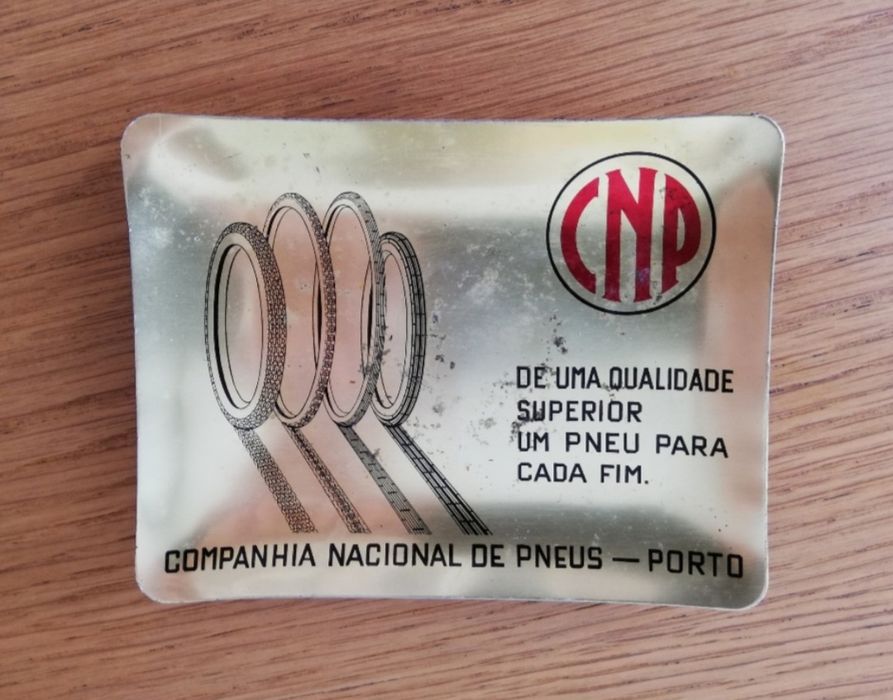 CNP
DE UMA QUALIDADE
SUPERIOR
UM PNEU PARA
CADA FIM.
COMPANHIA NACIONAL DE PNEUS — PORTO